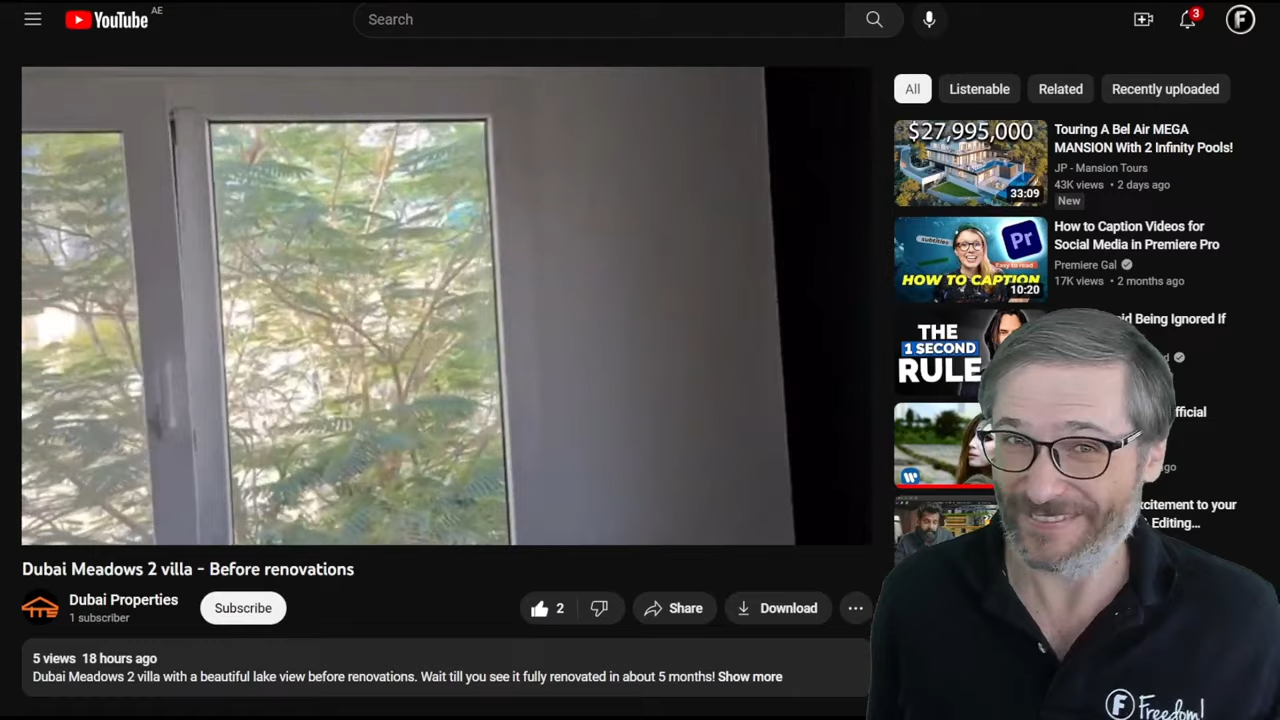 YouTube AE
Search
3
F
All
Listenable
Related
Recently uploaded
$27,995,000
33:09
Touring A Bel Air MEGA
MANSION With 2 Infinity Pools!
JP - Mansion Tours
43K views • 2 days ago
New
subtitles
Pr
Easy to read
HOW TO CAPTION
10:20
How to Caption Videos for
Social Media in Premiere Pro
Premiere Gal
17K views • 2 months ago
THE
1 SECOND
RULE
Being Ignored If
Dubai Meadows 2 villa - Before renovations
Dubai Properties
1 subscriber
Subscribe
2
Share
Download
5 views 18 hours ago
Dubai Meadows 2 villa with a beautiful lake view before renovations. Wait till you see it fully renovated in about 5 months! Show more
to your
Editing...
F Freedom!